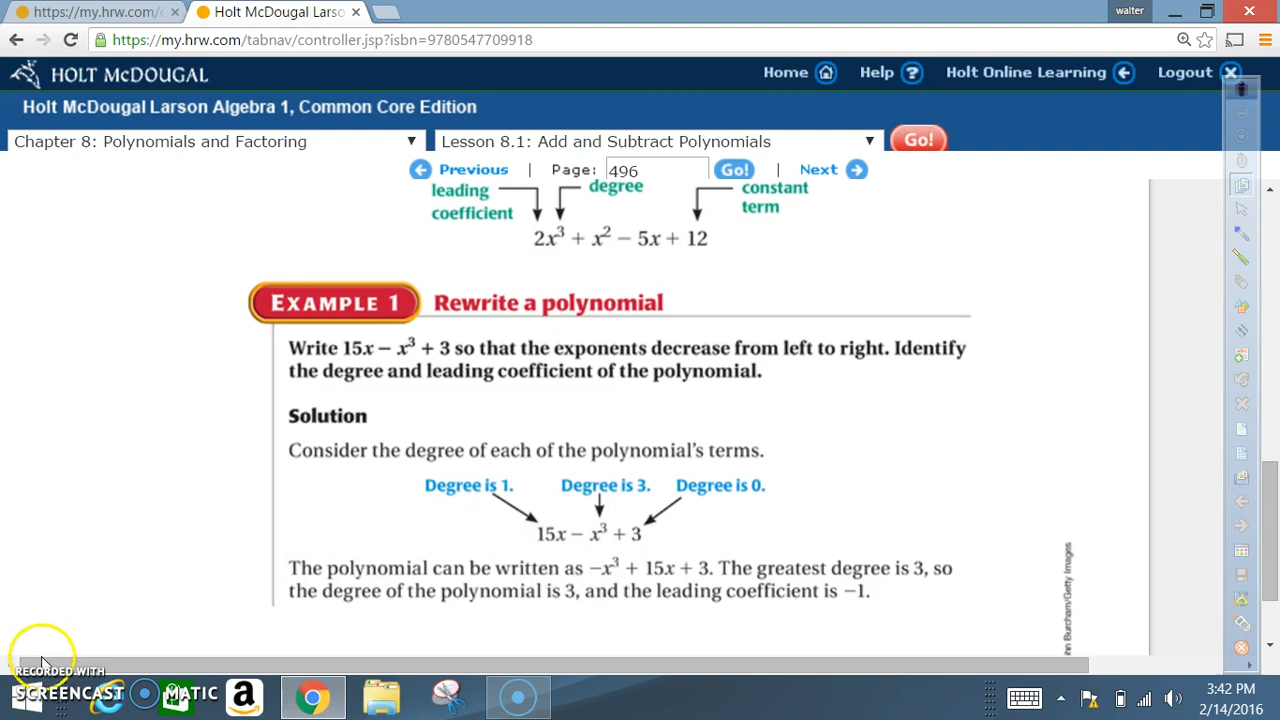 https://my.hrw.com/
Holt McDougal Larso
walter
https://my.hrw.com/tabnav/controller.jsp?isbn=9780547709918
HOLT MCDOUGAL
Home
Help ?
Holt Online Learning
Logout
Holt McDougal Larson Algebra 1, Common Core Edition
Chapter 8: Polynomials and Factoring
Lesson 8.1: Add and Subtract Polynomials
Go!
Previous | Page: 496 Go! | Next
leading coefficient
degree
constant term
2x³ + x² − 5x + 12
EXAMPLE 1 Rewrite a polynomial
Write 15x − x³ + 3 so that the exponents decrease from left to right. Identify
the degree and leading coefficient of the polynomial.
Solution
Consider the degree of each of the polynomial's terms.
Degree is 1. Degree is 3. Degree is 0.
15x − x³ + 3
The polynomial can be written as −x³ + 15x + 3. The greatest degree is 3, so
the degree of the polynomial is 3, and the leading coefficient is −1.
hn Burcham/Getty Images
RECORDED WITH
SCREENCAST MATIC
3:42 PM
2/14/2016